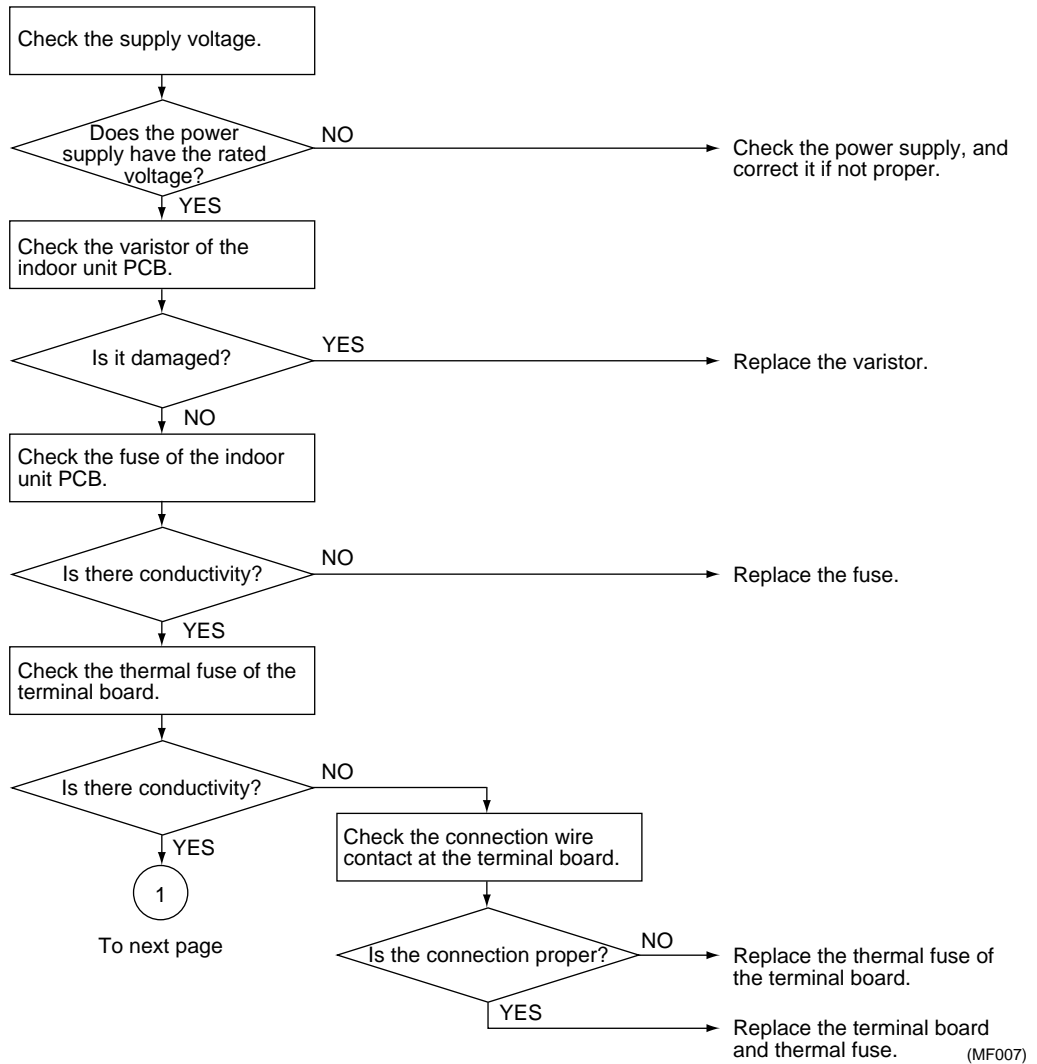 Check the supply voltage.
Does the power
supply have the rated
voltage?
NO
Check the power supply, and
correct it if not proper.
YES
Check the varistor of the
indoor unit PCB.
Is it damaged?
YES
Replace the varistor.
NO
Check the fuse of the indoor
unit PCB.
Is there conductivity?
NO
Replace the fuse.
YES
Check the thermal fuse of the
terminal board.
Is there conductivity?
NO
YES
1
To next page
Check the connection wire
contact at the terminal board.
Is the connection proper?
NO
Replace the thermal fuse of
the terminal board.
YES
Replace the terminal board
and thermal fuse.
(MF007)